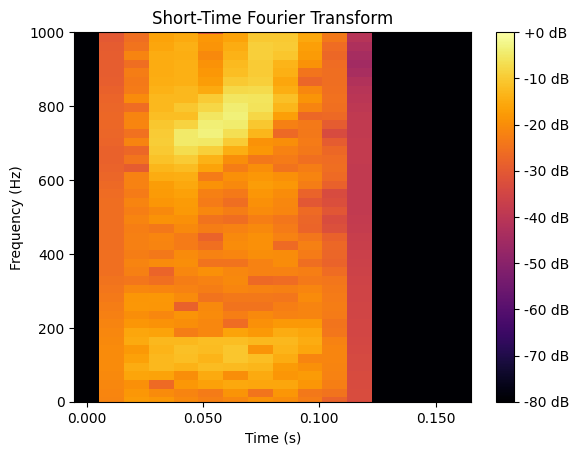 Short-Time Fourier Transform
1000
800
600
400
200
0
Frequency (Hz)
0.000
0.050
0.100
0.150
Time (s)
+0 dB
-10 dB
-20 dB
-30 dB
-40 dB
-50 dB
-60 dB
-70 dB
-80 dB